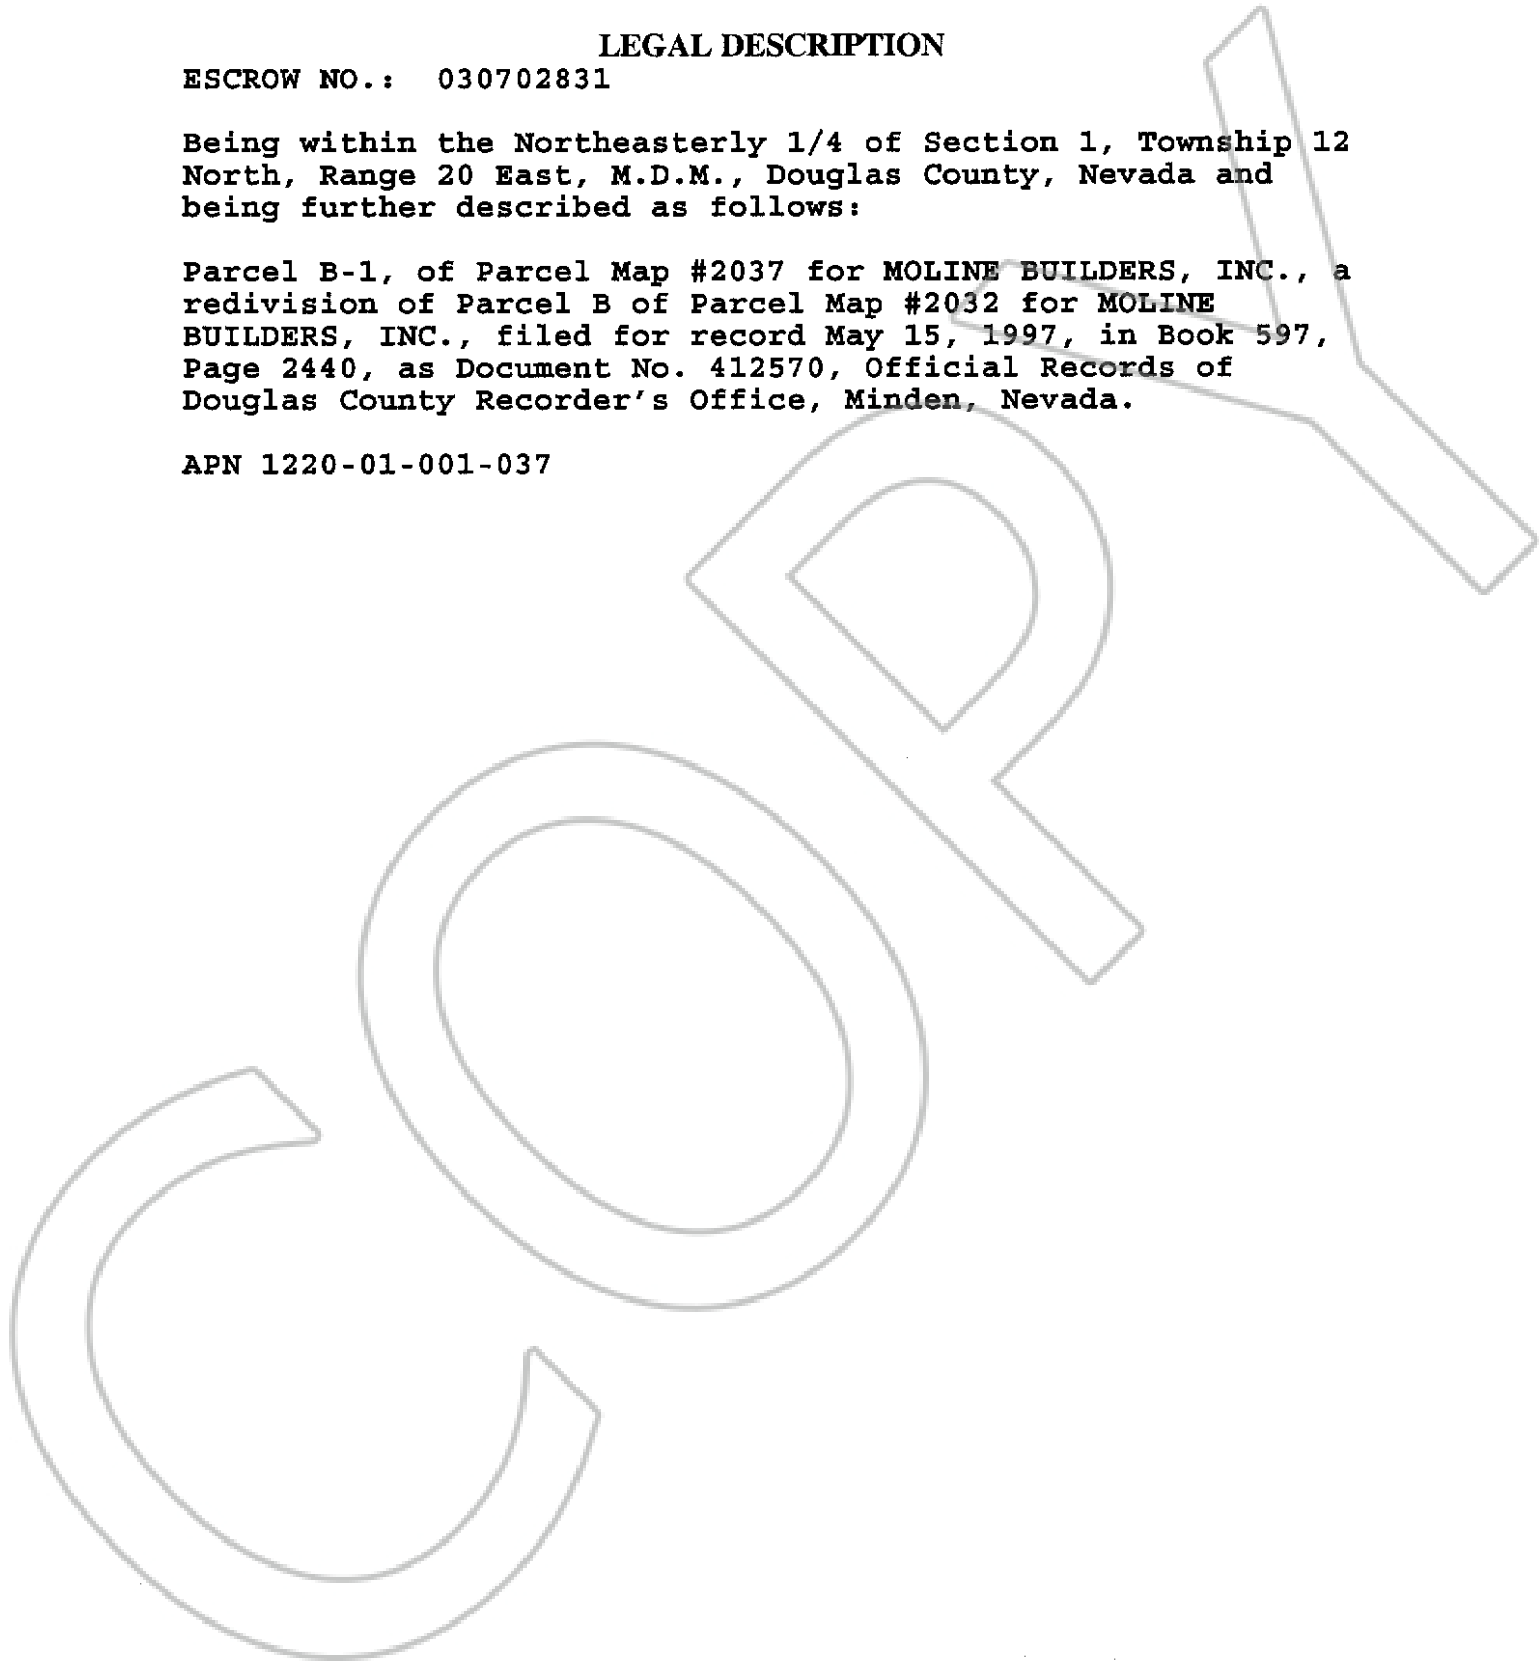 LEGAL DESCRIPTION
ESCROW NO.: 030702831
Being within the Northeasterly 1/4 of Section 1, Township 12
North, Range 20 East, M.D.M., Douglas County, Nevada and
being further described as follows:
Parcel B-1, of Parcel Map #2037 for MOLINE BUILDERS, INC., a
redivision of Parcel B of Parcel Map #2032 for MOLINE
BUILDERS, INC., filed for record May 15, 1997, in Book 597,
Page 2440, as Document No. 412570, Official Records of
Douglas County Recorder's Office, Minden, Nevada.
APN 1220-01-001-037
COPY